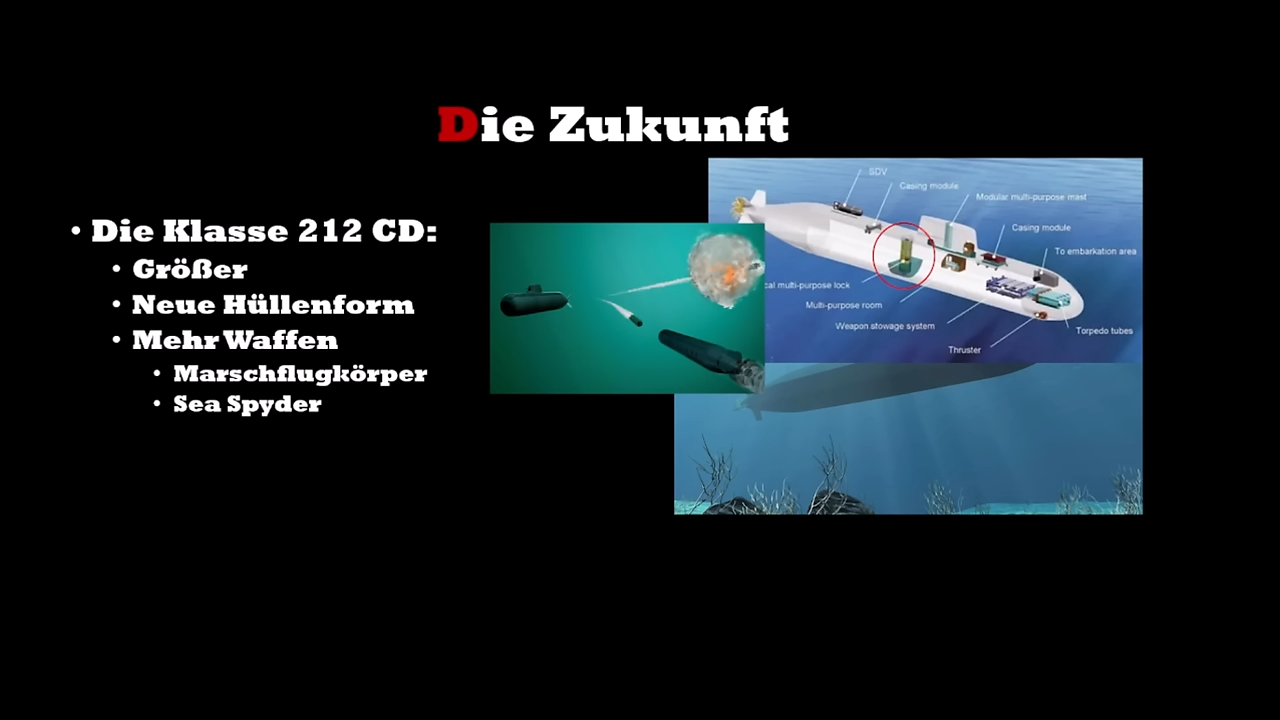 Die Zukunft
• Die Klasse 212 CD:
• Größer
• Neue Hüllenform
• Mehr Waffen
• Marschflugkörper
• Sea Spyder
SDV
Casing module
Modular multi-purpose mast
Casing module
To embarkation area
multi-purpose lock
Multi-purpose room
Weapon stowage system
Torpedo tubes
Thruster